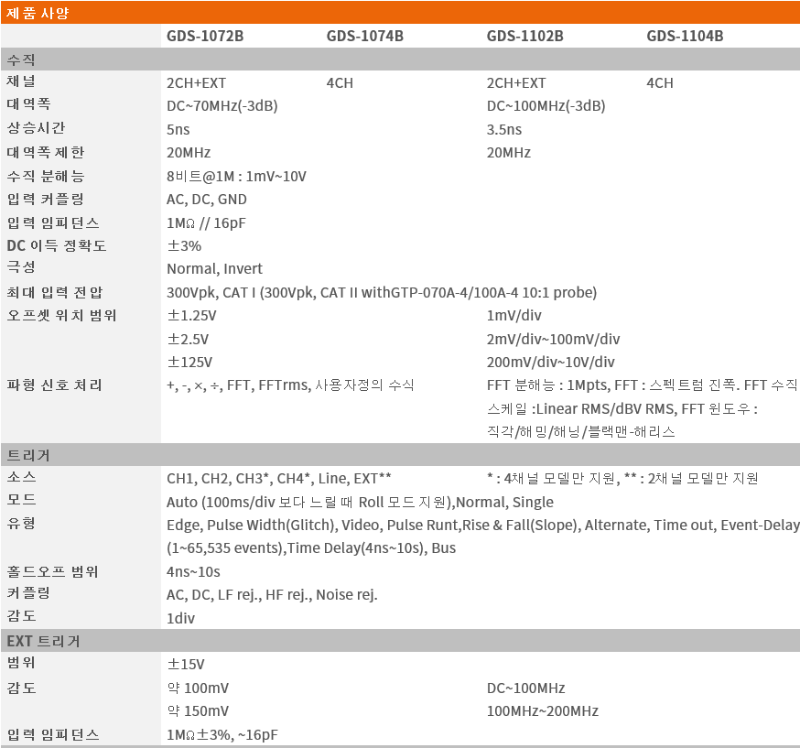 제품 사양
GDS-1072B GDS-1074B GDS-1102B GDS-1104B
수직
채널 2CH+EXT 4CH 2CH+EXT 4CH
대역폭 DC~70MHz(-3dB) DC~100MHz(-3dB)
상승시간 5ns 3.5ns
대역폭 제한 20MHz 20MHz
수직 분해능 8비트@1M : 1mV~10V
입력 커플링 AC, DC, GND
입력 임피던스 1MΩ // 16pF
DC 이득 정확도 ±3%
극성 Normal, Invert
최대 입력 전압 300Vpk, CAT I (300Vpk, CAT II withGTP-070A-4/100A-4 10:1 probe)
오프셋 위치 범위 ±1.25V 1mV/div
±2.5V 2mV/div~100mV/div
±125V 200mV/div~10V/div
파형 신호 처리 +, -, ×, ÷, FFT, FFTrms, 사용자정의 수식 FFT 분해능 : 1Mpts, FFT : 스펙트럼 진폭. FFT 수직
스케일 :Linear RMS/dBV RMS, FFT 윈도우 :
직각/해밍/해닝/블랙맨-해리스
트리거
소스 CH1, CH2, CH3*, CH4*, Line, EXT** * : 4채널 모델만 지원, ** : 2채널 모델만 지원
모드 Auto (100ms/div 보다 느릴 때 Roll 모드 지원),Normal, Single
유형 Edge, Pulse Width(Glitch), Video, Pulse Runt,Rise & Fall(Slope), Alternate, Time out, Event-Delay
(1~65,535 events),Time Delay(4ns~10s), Bus
홀드오프 범위 4ns~10s
커플링 AC, DC, LF rej., HF rej., Noise rej.
감도 1div
EXT 트리거
범위 ±15V
감도 약 100mV DC~100MHz
약 150mV 100MHz~200MHz
입력 임피던스 1MΩ±3%, ~16pF